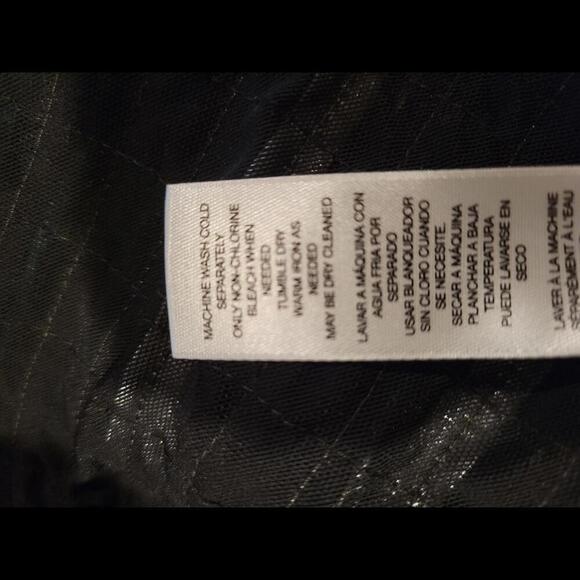 MACHINE WASH COLD
SEPARATELY
ONLY NON-CHLORINE
BLEACH WHEN
NEEDED
TUMBLE DRY
WARM IRON AS
NEEDED
MAY BE DRY CLEANED
LAVAR A MÁQUINA CON
AGUA FRIA POR
SEPARADO
USAR BLANQUEADOR
SIN CLORO CUANDO
SE NECESITE.
SECAR A MÁQUINA
PLANCHAR A BAJA
TEMPERATURA
PUEDE LAVARSE EN
SECO
LAVER À LA MACHINE
SÉPAREMENT À L'EAU